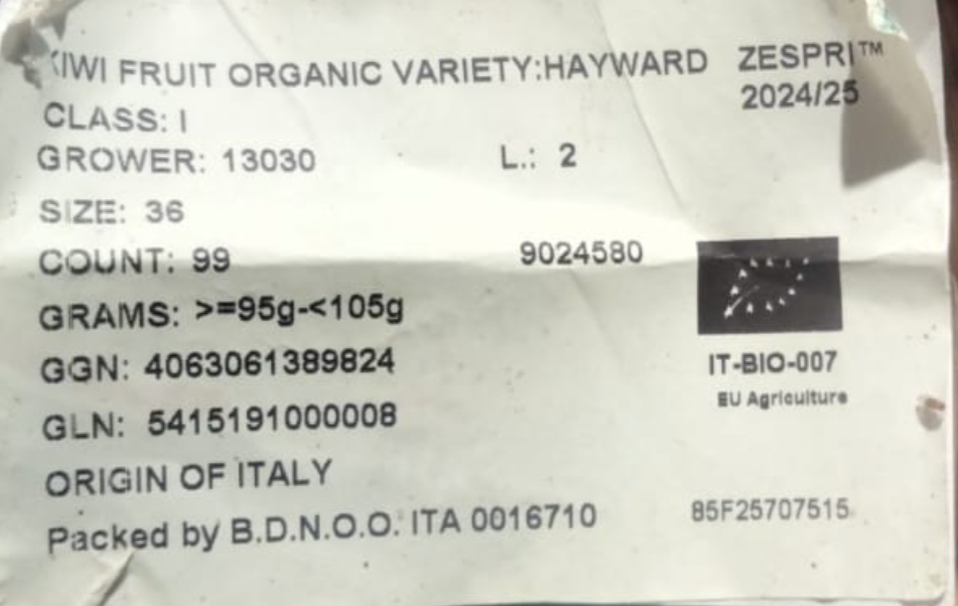 KIWI FRUIT ORGANIC VARIETY:HAYWARD ZESPRI™
2024/25
CLASS: I
GROWER: 13030 L.: 2
SIZE: 36
COUNT: 99 9024580
GRAMS: >=95g-<105g
GGN: 4063061389824
IT-BIO-007
EU Agriculture
GLN: 5415191000008
ORIGIN OF ITALY
Packed by B.D.N.O.O. ITA 0016710 85F25707515